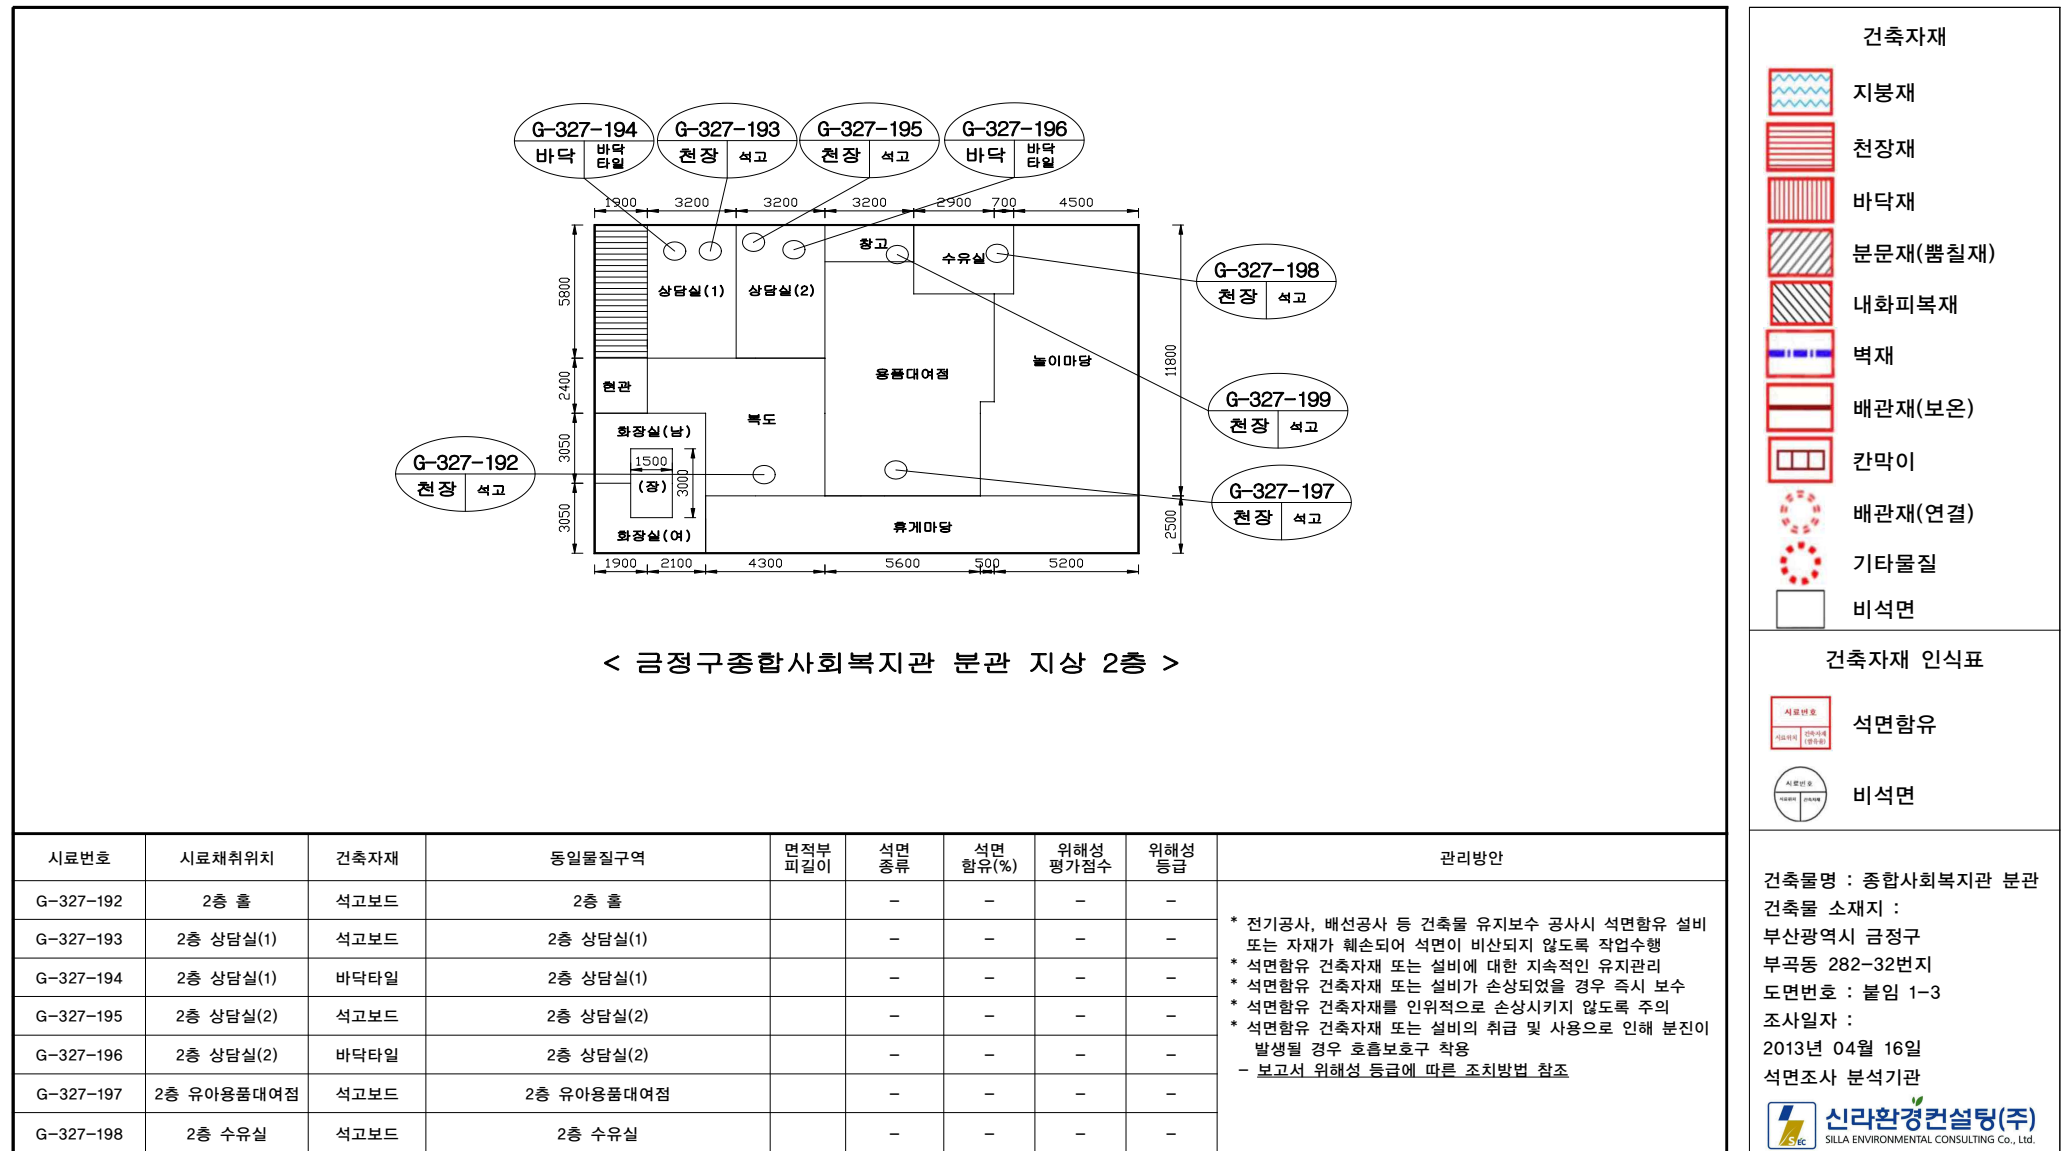 G-327-194
바닥 바닥
타일
G-327-193
천장 석고
G-327-195
천장 석고
G-327-196
바닥 바닥
타일
1900 3200 3200 3200 2900 700 4500
창고
수유실
G-327-198
천장 석고
상담실(1) 상담실(2)
5800
11800
놀이마당
용품대여점
현관
2400
G-327-199
천장 석고
복도
화장실(남)
3050
1500
(장)
3000
G-327-192
천장 석고
G-327-197
천장 석고
3050
화장실(여)
휴게마당
2500
1900 2100 4300 5600 500 5200
< 금정구종합사회복지관 분관 지상 2층 >
시료번호 시료채취위치 건축자재 동일물질구역 면적부피길이 석면종류 석면함유(%) 위해성평가점수 위해성등급 관리방안
G-327-192 2층 홀 석고보드 2층 홀 - - - -
G-327-193 2층 상담실(1) 석고보드 2층 상담실(1) - - - -
G-327-194 2층 상담실(1) 바닥타일 2층 상담실(1) - - - -
G-327-195 2층 상담실(2) 석고보드 2층 상담실(2) - - - -
G-327-196 2층 상담실(2) 바닥타일 2층 상담실(2) - - - -
G-327-197 2층 유아용품대여점 석고보드 2층 유아용품대여점 - - - -
G-327-198 2층 수유실 석고보드 2층 수유실 - - - -
* 전기공사, 배선공사 등 건축물 유지보수 공사시 석면함유 설비
또는 자재가 훼손되어 석면이 비산되지 않도록 작업수행
* 석면함유 건축자재 또는 설비에 대한 지속적인 유지관리
* 석면함유 건축자재 또는 설비가 손상되었을 경우 즉시 보수
* 석면함유 건축자재를 인위적으로 손상시키지 않도록 주의
* 석면함유 건축자재 또는 설비의 취급 및 사용으로 인해 분진이
발생될 경우 호흡보호구 착용
- 보고서 위해성 등급에 따른 조치방법 참조
건축자재
지붕재
천장재
바닥재
분문재(뿜칠재)
내화피복재
벽재
배관재(보온)
칸막이
배관재(연결)
기타물질
비석면
건축자재 인식표
시료번호
시료위치 건축자재
(함유율)
석면함유
시료번호
시료위치 건축자재
비석면
건축물명 : 종합사회복지관 분관
건축물 소재지 :
부산광역시 금정구
부곡동 282-32번지
도면번호 : 붙임 1-3
조사일자 :
2013년 04월 16일
석면조사 분석기관
SEC
신라환경컨설팅(주)
SILLA ENVIRONMENTAL CONSULTING Co., Ltd.